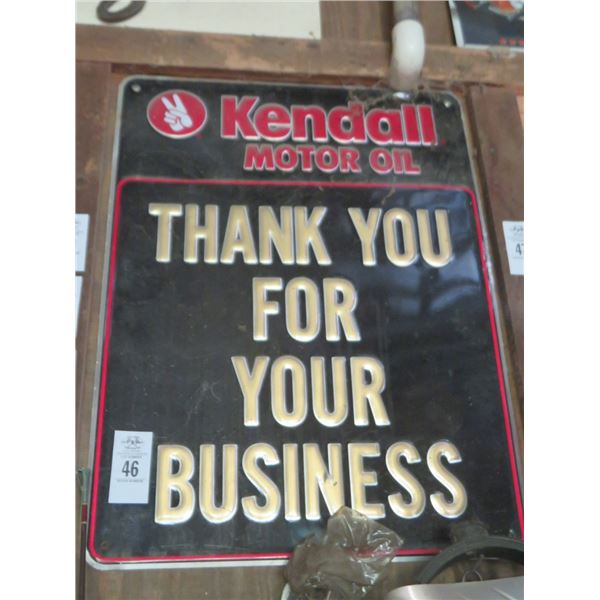 Kendall
MOTOR OIL
THANK YOU
FOR
YOUR
BUSINESS
46